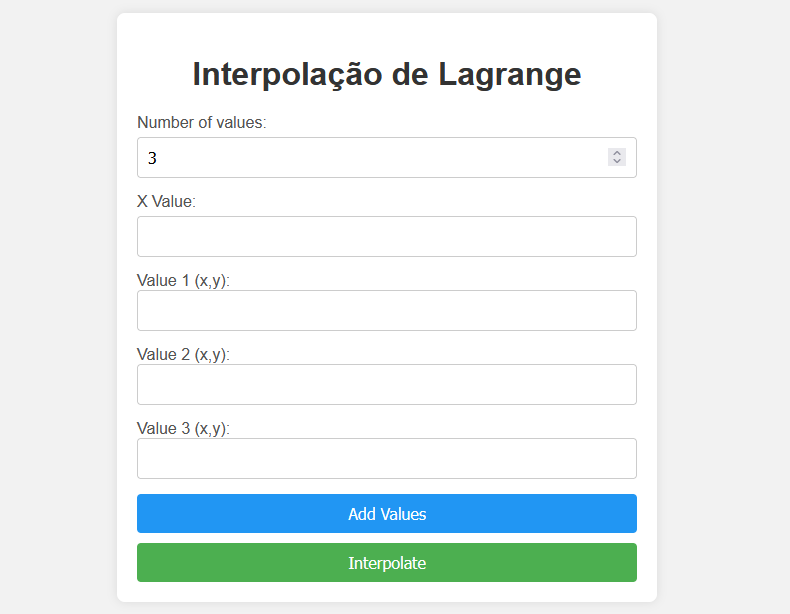 Interpolação de Lagrange
Number of values:
3
X Value:
Value 1 (x,y):
Value 2 (x,y):
Value 3 (x,y):
Add Values
Interpolate